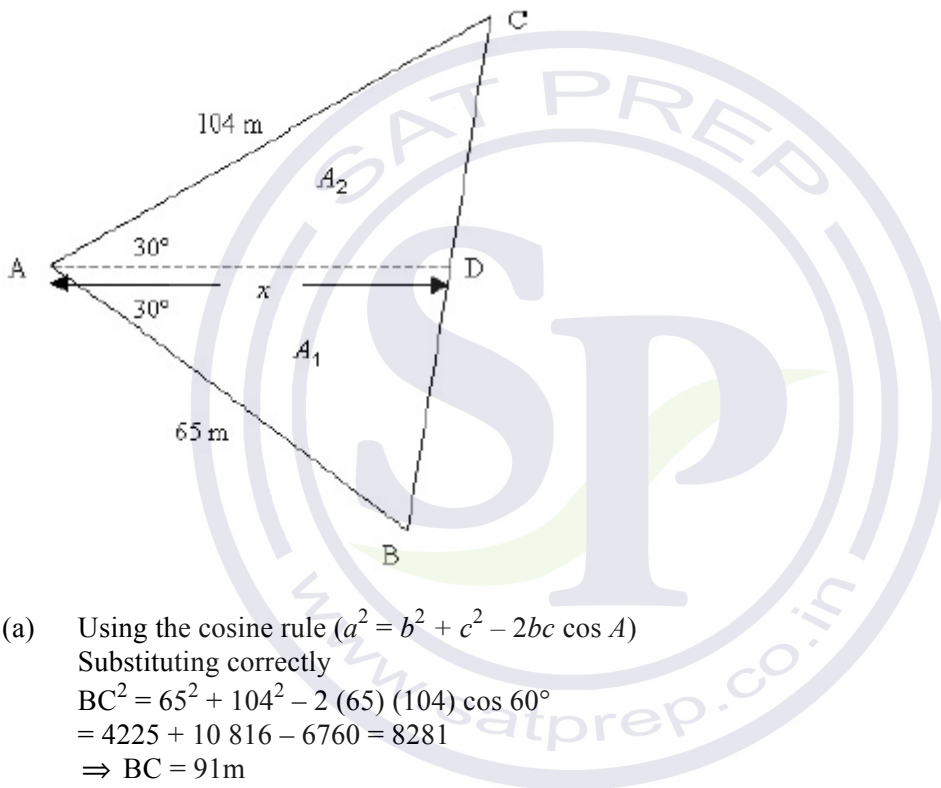 C
104 m
SAT PREP
A₂
30°
A
D
x
30°
A₁
SP
65 m
B
(a) Using the cosine rule (a² = b² + c² – 2bc cos A)
Substituting correctly
BC² = 65² + 104² – 2 (65) (104) cos 60°
= 4225 + 10 816 – 6760 = 8281
⇒ BC = 91m
www.satprep.co.in